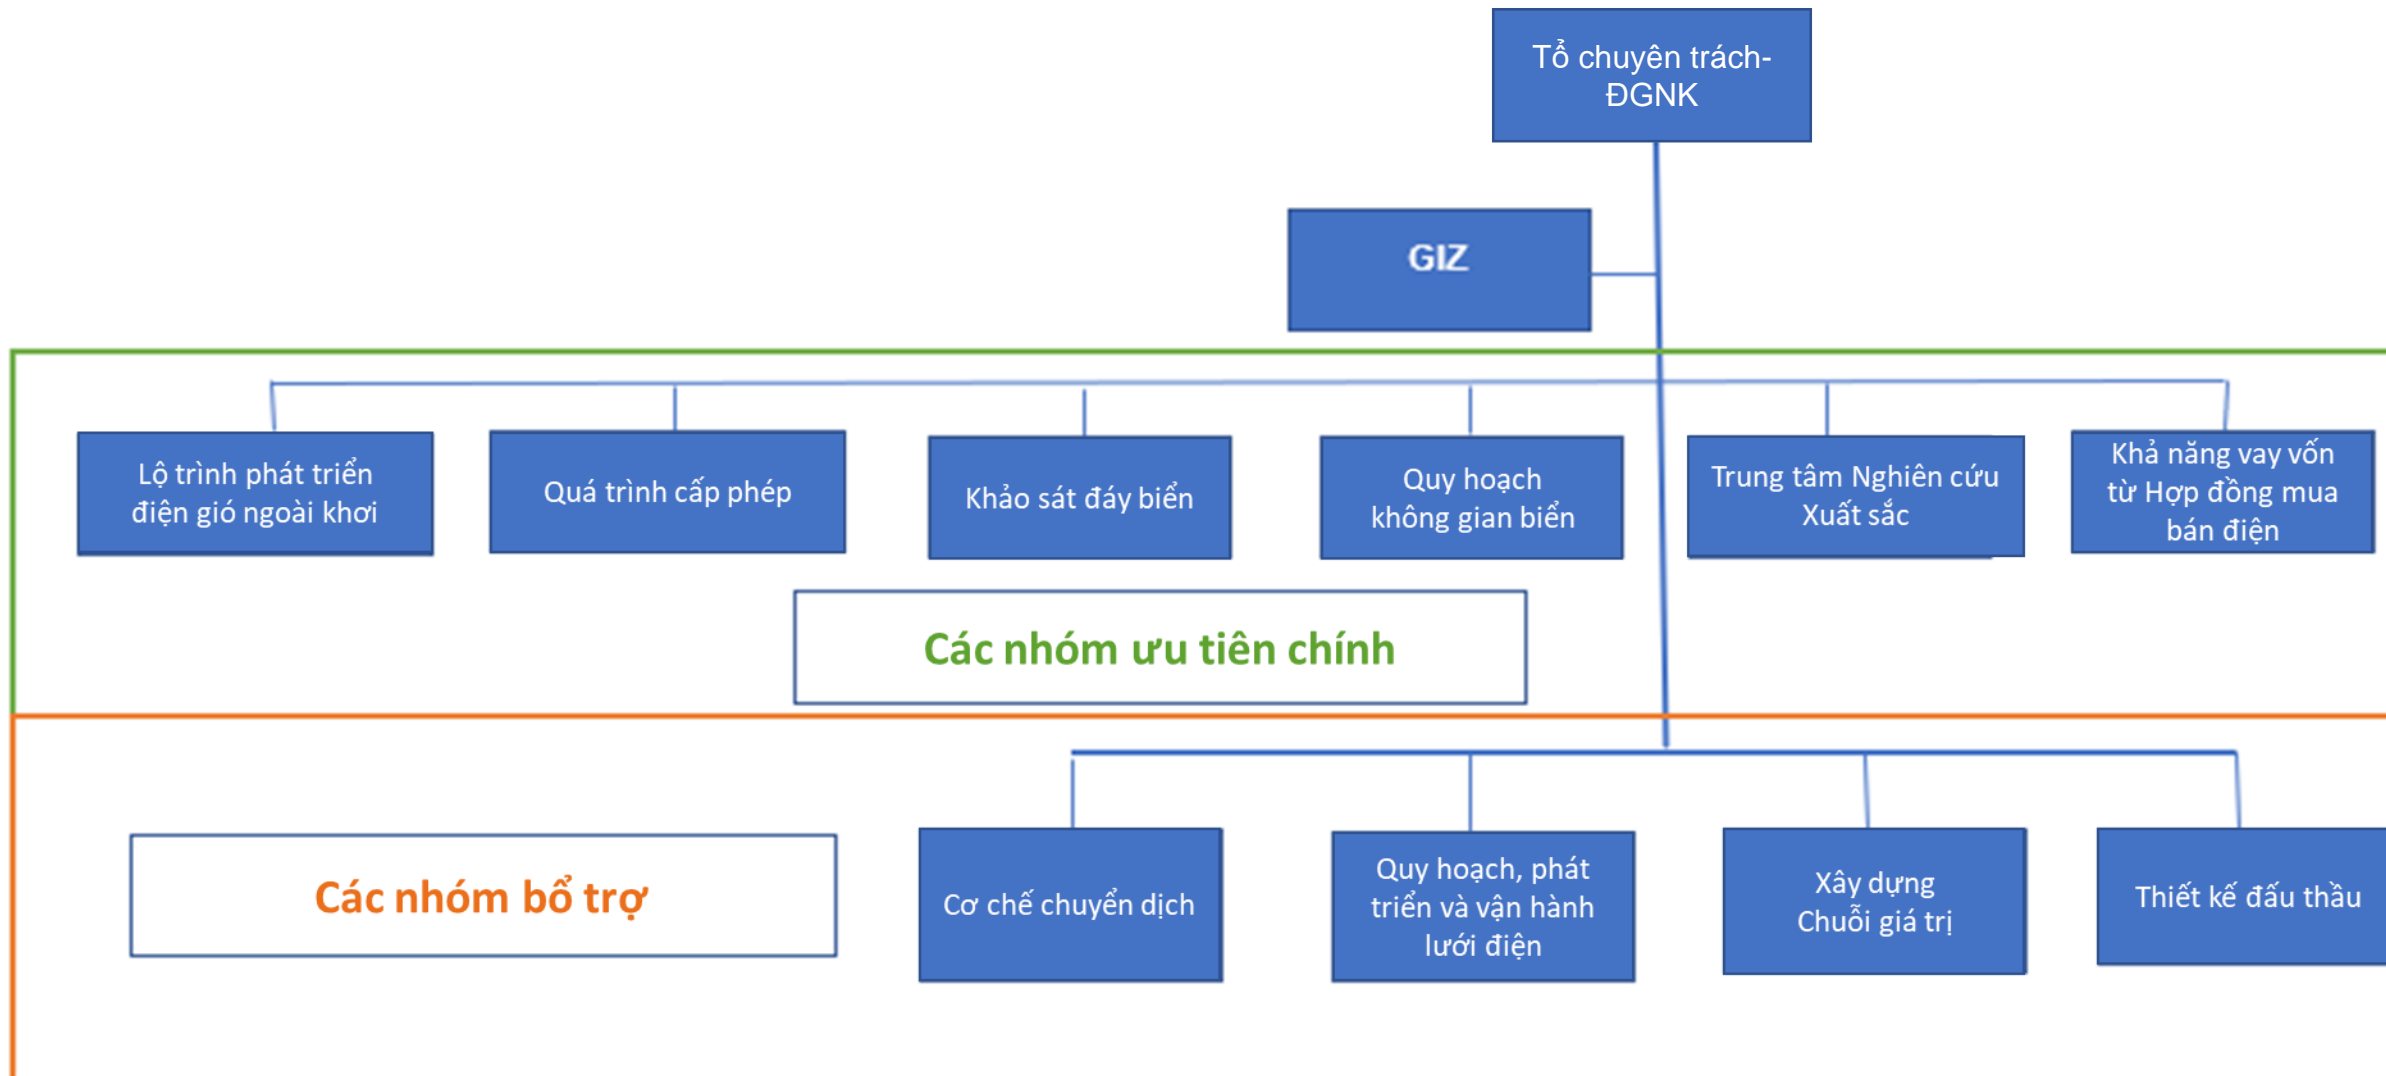 Tổ chuyên trách-
ĐGNK
GIZ
Lộ trình phát triển
điện gió ngoài khơi
Quá trình cấp phép
Khảo sát đáy biển
Quy hoạch
không gian biển
Trung tâm Nghiên cứu
Xuất sắc
Khả năng vay vốn
từ Hợp đồng mua
bán điện
Các nhóm ưu tiên chính
Các nhóm bổ trợ
Cơ chế chuyển dịch
Quy hoạch, phát
triển và vận hành
lưới điện
Xây dựng
Chuỗi giá trị
Thiết kế đấu thầu